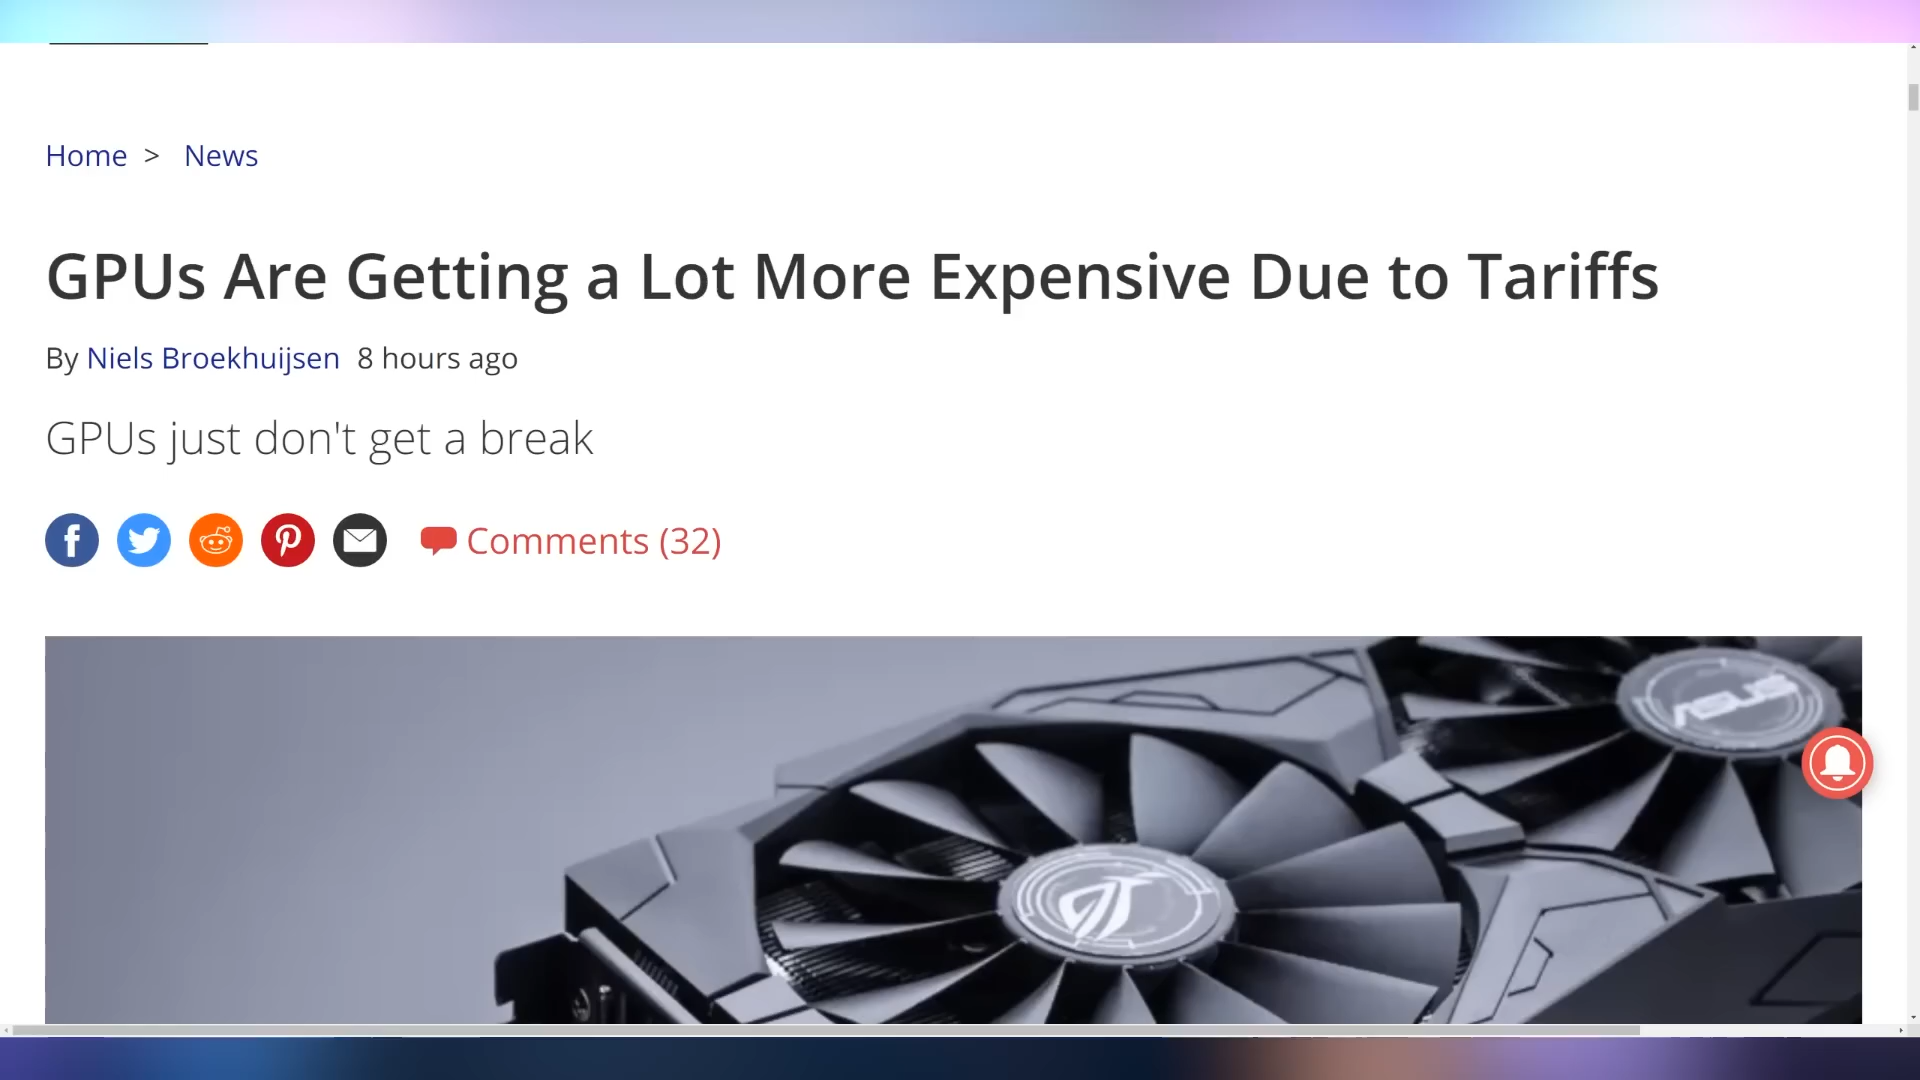 Home > News
GPUs Are Getting a Lot More Expensive Due to Tariffs
By Niels Broekhuijsen 8 hours ago
GPUs just don't get a break
Comments (32)
ASUS